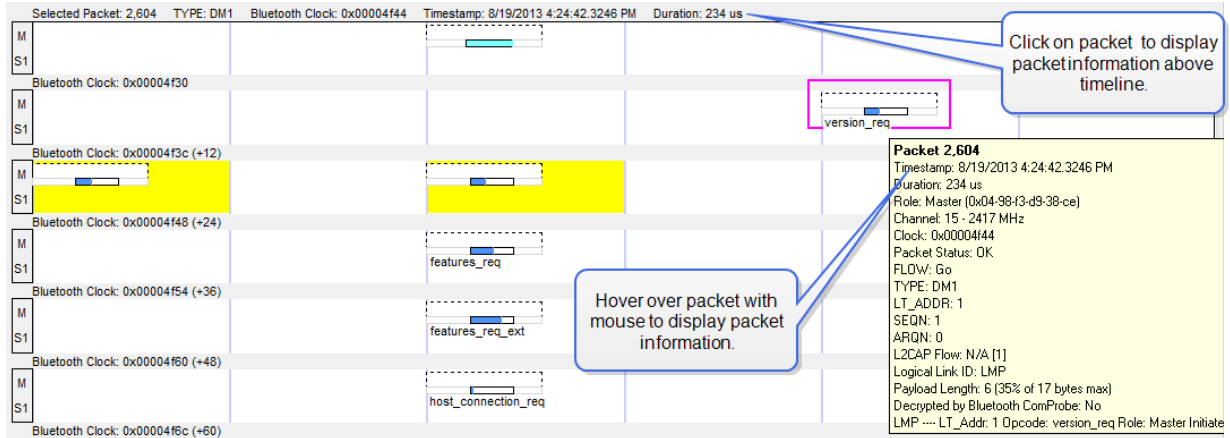 Selected Packet: 2,604 TYPE: DM1 Bluetooth Clock: 0x00004f44 Timestamp: 8/19/2013 4:24:42.3246 PM Duration: 234 us
M
S1
Click on packet to display
packet information above
timeline.
Bluetooth Clock: 0x00004f30
M
S1
version_req
Bluetooth Clock: 0x00004f3c (+12)
M
S1
Bluetooth Clock: 0x00004f48 (+24)
M
S1
features_req
Bluetooth Clock: 0x00004f54 (+36)
M
S1
features_req_ext
Bluetooth Clock: 0x00004f60 (+48)
M
S1
host_connection_req
Bluetooth Clock: 0x00004f6c (+60)
Hover over packet with
mouse to display packet
information.
Packet 2,604
Timestamp: 8/19/2013 4:24:42.3246 PM
Duration: 234 us
Role: Master (0x04-98-f3-d9-38-ce)
Channel: 15 - 2417 MHz
Clock: 0x00004f44
Packet Status: OK
FLOW: Go
TYPE: DM1
LT_ADDR: 1
SEQN: 1
ARQN: 0
L2CAP Flow: N/A [1]
Logical Link ID: LMP
Payload Length: 6 (35% of 17 bytes max)
Decrypted by Bluetooth ComProbe: No
LMP ---- LT_Addr: 1 Opcode: version_req Role: Master Initiate